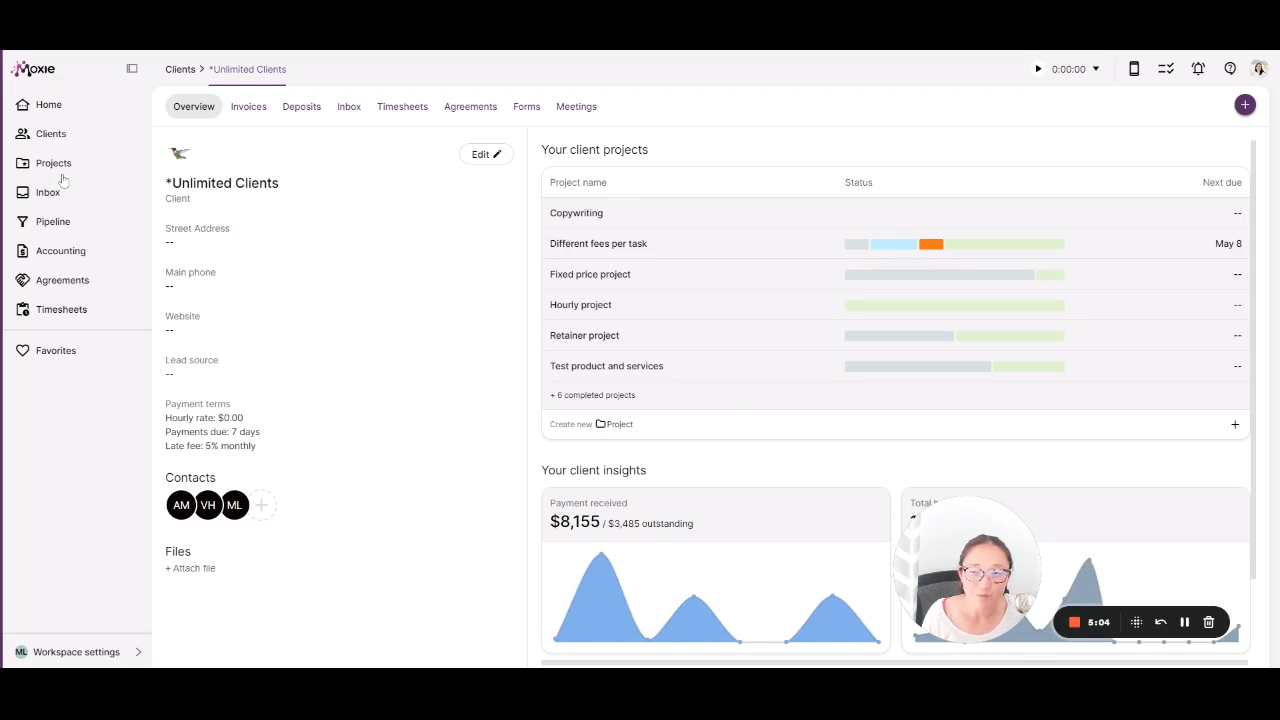 Moxie
Clients > *Unlimited Clients
0:00:00
Home
Clients
Projects
Inbox
Pipeline
Accounting
Agreements
Timesheets
Favorites
ML Workspace settings
Overview Invoices Deposits Inbox Timesheets Agreements Forms Meetings
Edit
*Unlimited Clients
Client
Street Address
--
Main phone
--
Website
--
Lead source
--
Payment terms
Hourly rate: $0.00
Payments due: 7 days
Late fee: 5% monthly
Contacts
AM VH ML
Files
+ Attach file
Your client projects
Project name Status Next due
Copywriting --
Different fees per task May 8
Fixed price project --
Hourly project --
Retainer project --
Test product and services --
+ 6 completed projects
Create new Project +
Your client insights
Payment received
$8,155 / $3,485 outstanding
5:04